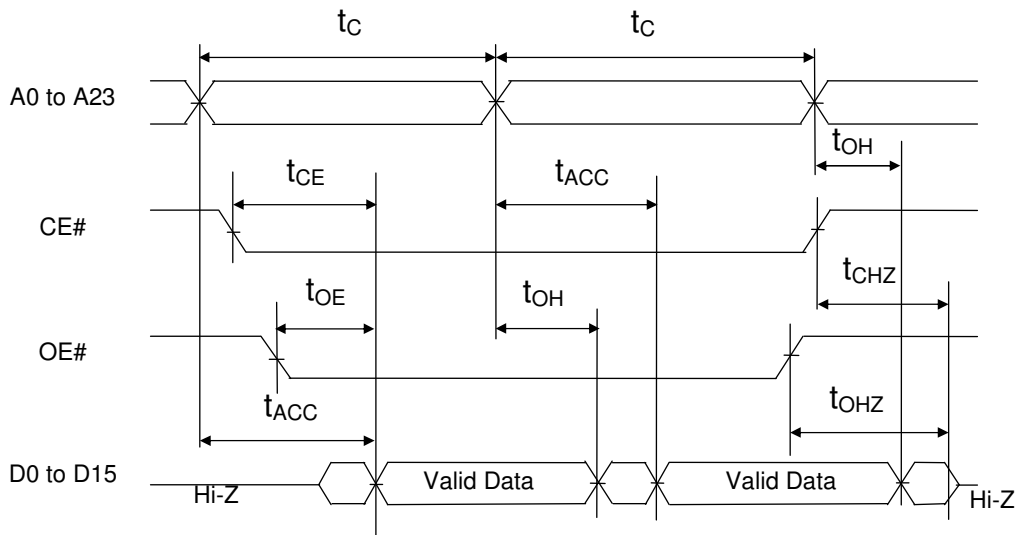 tC tC
A0 to A23
tOH
tCE tACC
CE#
tCHZ
tOE tOH
OE#
tACC tOHZ
D0 to D15 Hi-Z Valid Data Valid Data Hi-Z